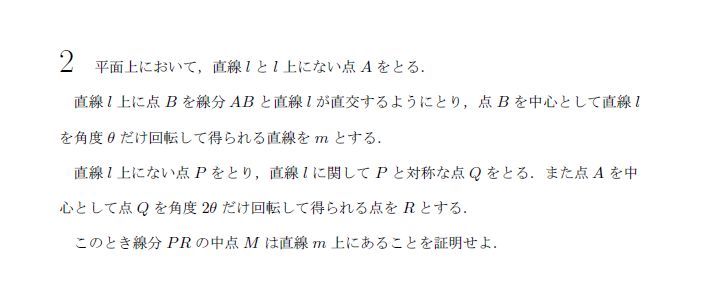 2 平面上において，直線 l と l 上にない点 A をとる．
直線 l 上に点 B を線分 AB と直線 l が直交するようにとり，点 B を中心として直線 l
を角度 θ だけ回転して得られる直線を m とする．
直線 l 上にない点 P をとり，直線 l に関して P と対称な点 Q をとる．また点 A を中
心として点 Q を角度 2θ だけ回転して得られる点を R とする．
このとき線分 PR の中点 M は直線 m 上にあることを証明せよ．